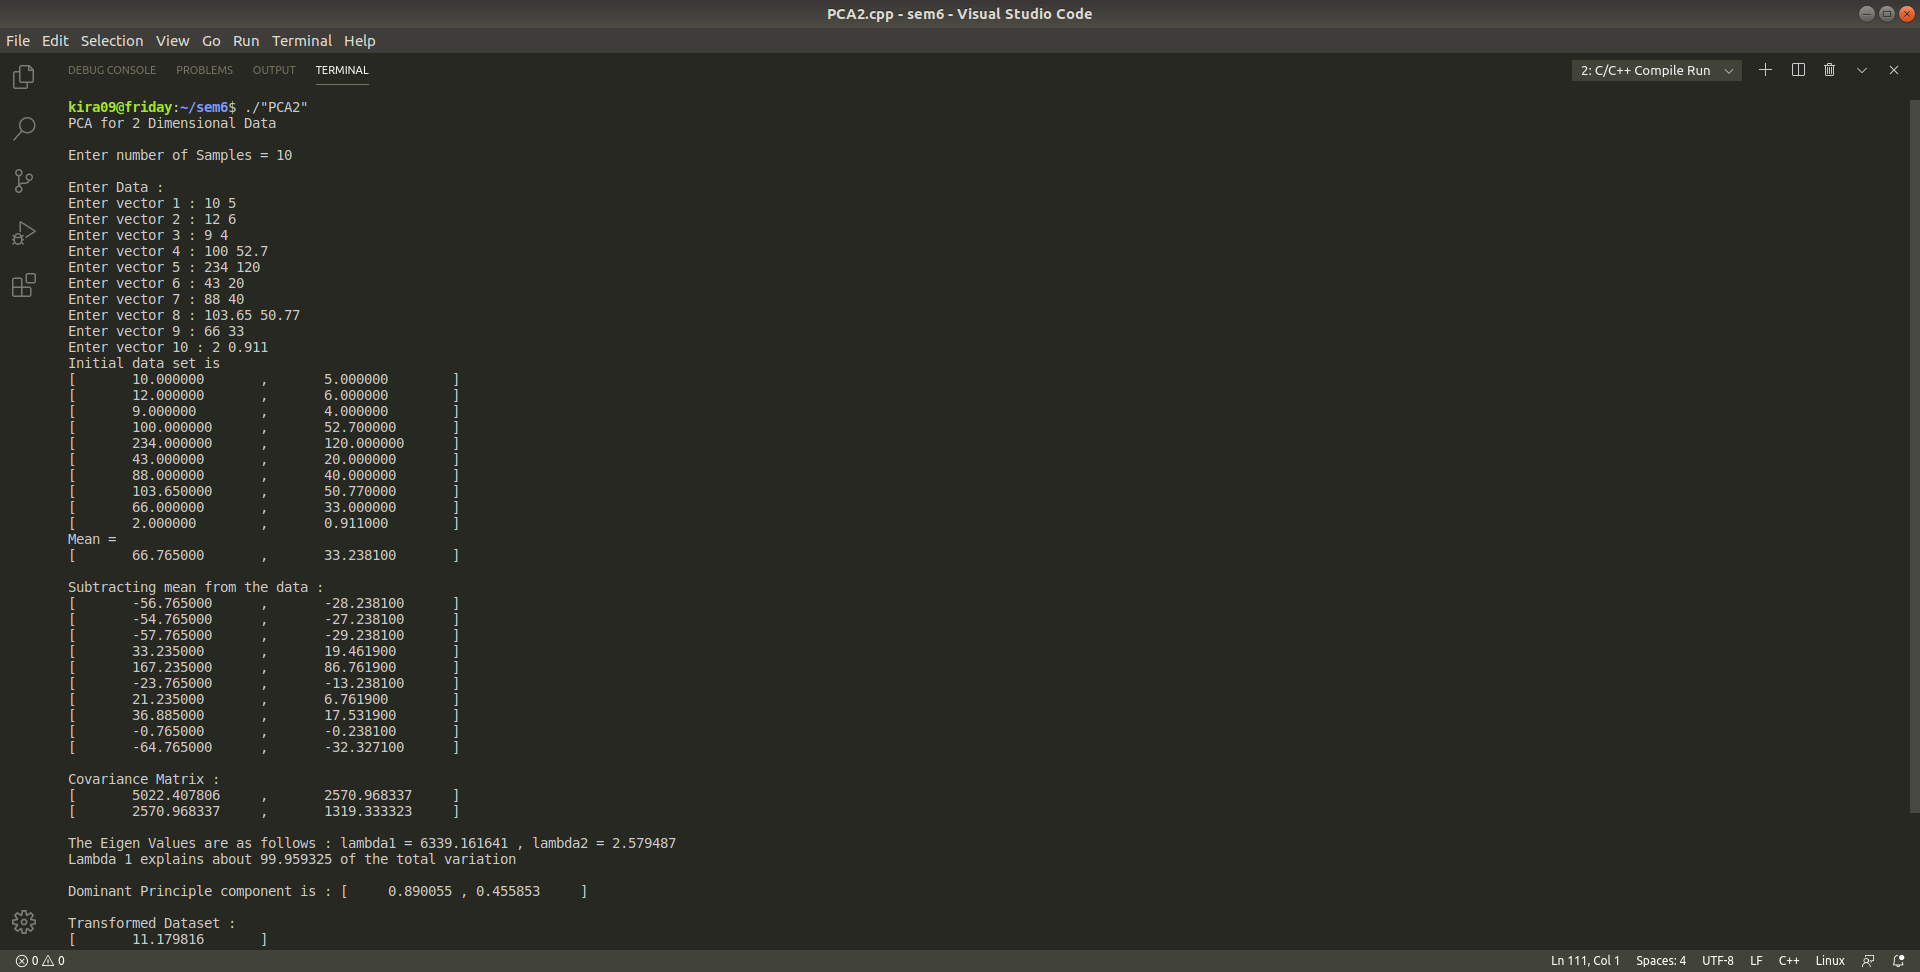 PCA2.cpp - sem6 - Visual Studio Code
File Edit Selection View Go Run Terminal Help
DEBUG CONSOLE PROBLEMS OUTPUT TERMINAL 2: C/C++ Compile Run
kira09@friday:~/sem6$ ./"PCA2"
PCA for 2 Dimensional Data
Enter number of Samples = 10
Enter Data :
Enter vector 1 : 10 5
Enter vector 2 : 12 6
Enter vector 3 : 9 4
Enter vector 4 : 100 52.7
Enter vector 5 : 234 120
Enter vector 6 : 43 20
Enter vector 7 : 88 40
Enter vector 8 : 103.65 50.77
Enter vector 9 : 66 33
Enter vector 10 : 2 0.911
Initial data set is
[ 10.000000 , 5.000000 ]
[ 12.000000 , 6.000000 ]
[ 9.000000 , 4.000000 ]
[ 100.000000 , 52.700000 ]
[ 234.000000 , 120.000000 ]
[ 43.000000 , 20.000000 ]
[ 88.000000 , 40.000000 ]
[ 103.650000 , 50.770000 ]
[ 66.000000 , 33.000000 ]
[ 2.000000 , 0.911000 ]
Mean =
[ 66.765000 , 33.238100 ]
Subtracting mean from the data :
[ -56.765000 , -28.238100 ]
[ -54.765000 , -27.238100 ]
[ -57.765000 , -29.238100 ]
[ 33.235000 , 19.461900 ]
[ 167.235000 , 86.761900 ]
[ -23.765000 , -13.238100 ]
[ 21.235000 , 6.761900 ]
[ 36.885000 , 17.531900 ]
[ -0.765000 , -0.238100 ]
[ -64.765000 , -32.327100 ]
Covariance Matrix :
[ 5022.407806 , 2570.968337 ]
[ 2570.968337 , 1319.333323 ]
The Eigen Values are as follows : lambda1 = 6339.161641 , lambda2 = 2.579487
Lambda 1 explains about 99.959325 of the total variation
Dominant Principle component is : [ 0.890055 , 0.455853 ]
Transformed Dataset :
[ 11.179816 ]
0 0 Ln 111, Col 1 Spaces: 4 UTF-8 LF C++ Linux